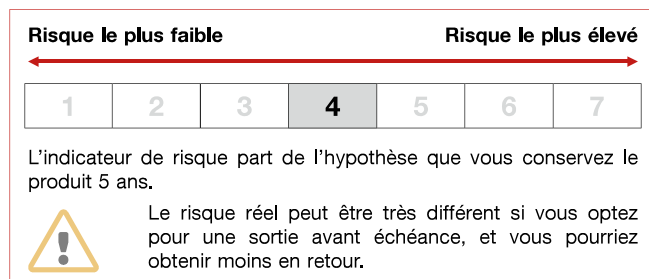 Risque le plus faible Risque le plus élevé
1 2 3 4 5 6 7
L'indicateur de risque part de l'hypothèse que vous conservez le
produit 5 ans.
Le risque réel peut être très différent si vous optez
pour une sortie avant échéance, et vous pourriez
obtenir moins en retour.